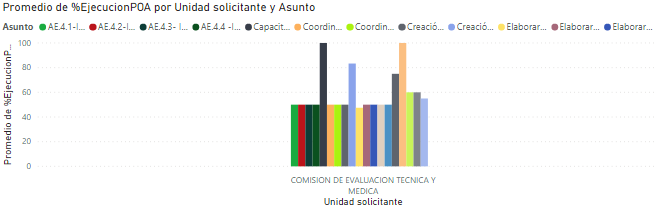 Promedio de %EjecucionPOA por Unidad solicitante y Asunto
Asunto AE.4.1-I... AE.4.2-I... AE.4.3- I... AE.4.4 - I... Capacit... Coordin... Coordin... Creació... Creació... Elaborar... Elaborar... Elaborar...
Promedio de %EjecucionP...
100
80
60
40
20
0
COMISION DE EVALUACION TECNICA Y
MEDICA
Unidad solicitante